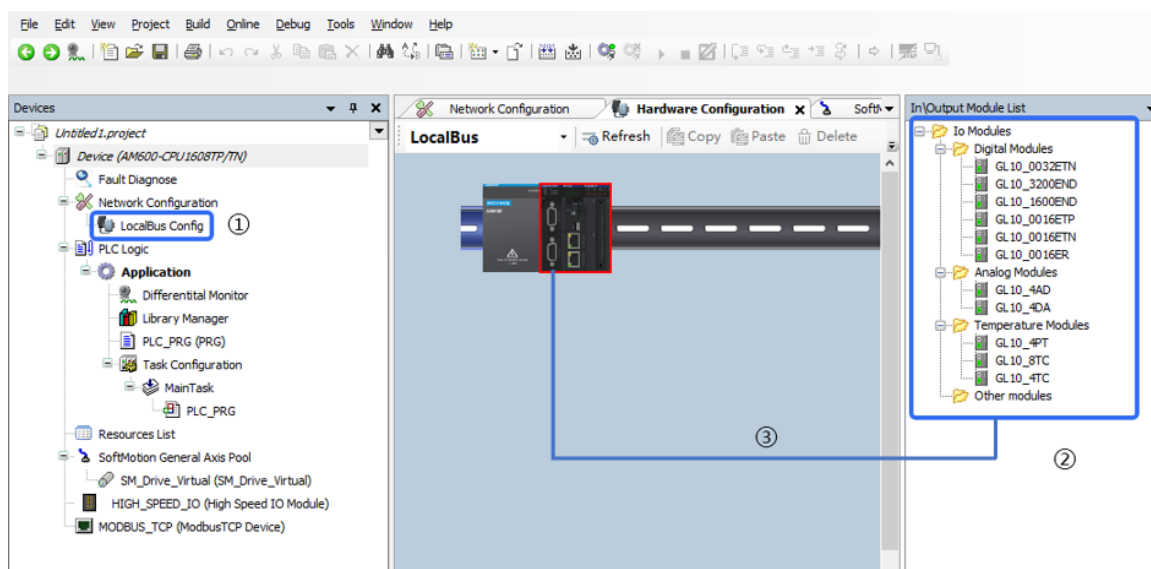 File Edit View Project Build Online Debug Tools Window Help
Devices
Untitled1.project
Device (AM600-CPU1608TP/TN)
Fault Diagnose
Network Configuration
LocalBus Config ①
PLC Logic
Application
Differentital Monitor
Library Manager
PLC_PRG (PRG)
Task Configuration
MainTask
PLC_PRG
Resources List
SoftMotion General Axis Pool
SM_Drive_Virtual (SM_Drive_Virtual)
HIGH_SPEED_IO (High Speed IO Module)
MODBUS_TCP (ModbusTCP Device)
Network Configuration Hardware Configuration
LocalBus Refresh Copy Paste Delete
③
In\Output Module List
Io Modules
Digital Modules
GL10_0032ETN
GL10_3200END
GL10_1600END
GL10_0016ETP
GL10_0016ETN
GL10_0016ER
Analog Modules
GL10_4AD
GL10_4DA
Temperature Modules
GL10_4PT
GL10_8TC
GL10_4TC
Other modules
②